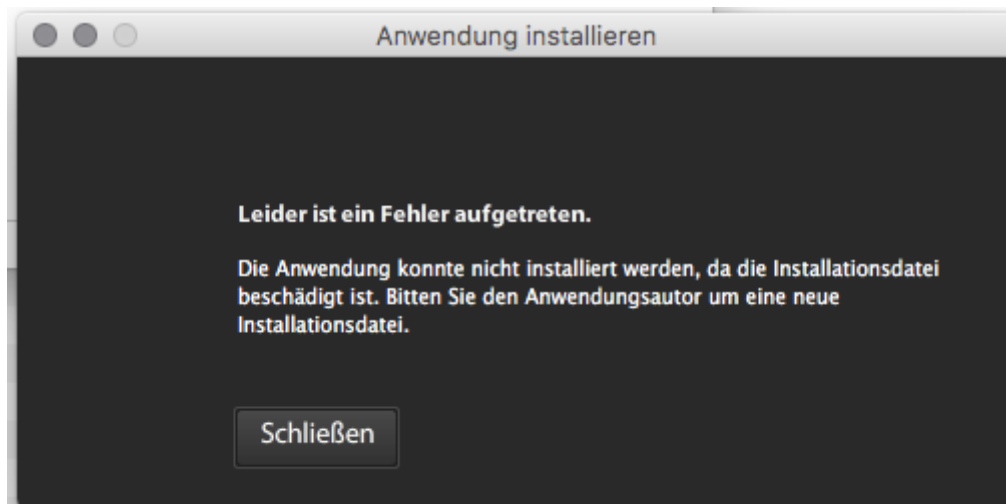 Anwendung installieren
Leider ist ein Fehler aufgetreten.
Die Anwendung konnte nicht installiert werden, da die Installationsdatei
beschädigt ist. Bitten Sie den Anwendungsautor um eine neue
Installationsdatei.
Schließen